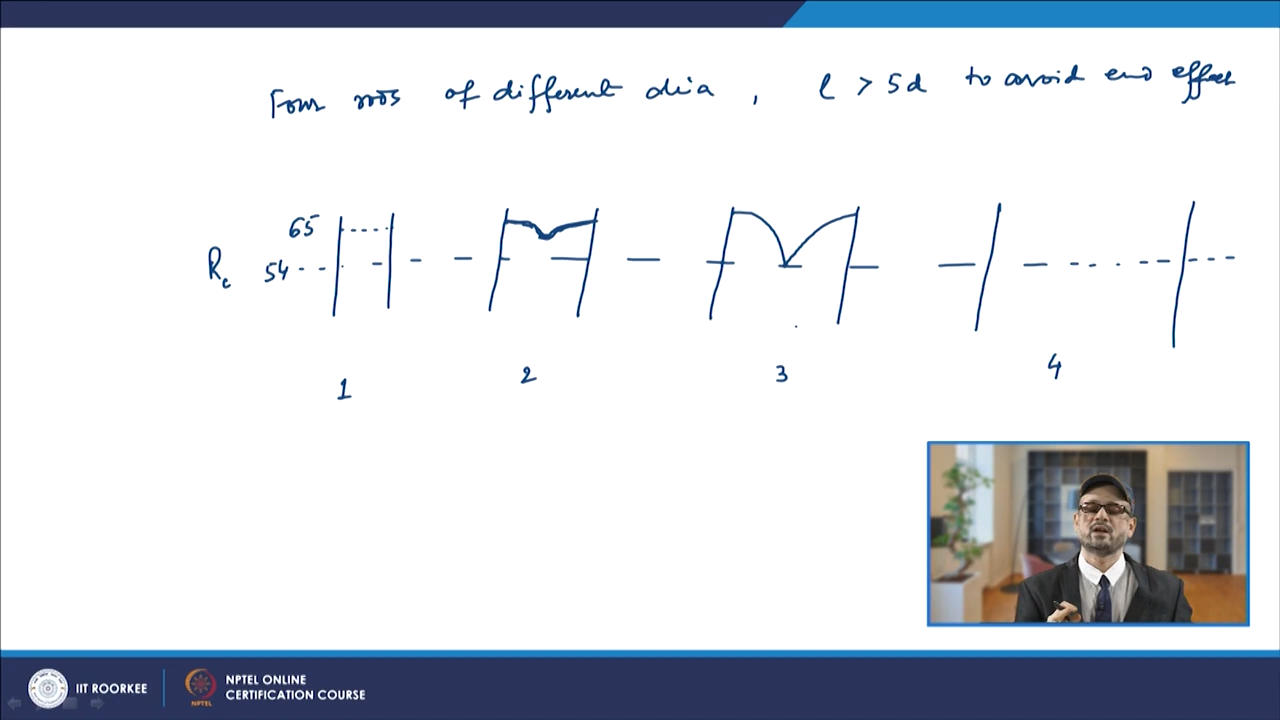 Four rods of different dia , l > 5d to avoid end effect
65
Rc 54
1 2 3 4
IIT ROORKEE
NPTEL ONLINE
CERTIFICATION COURSE
NPTEL